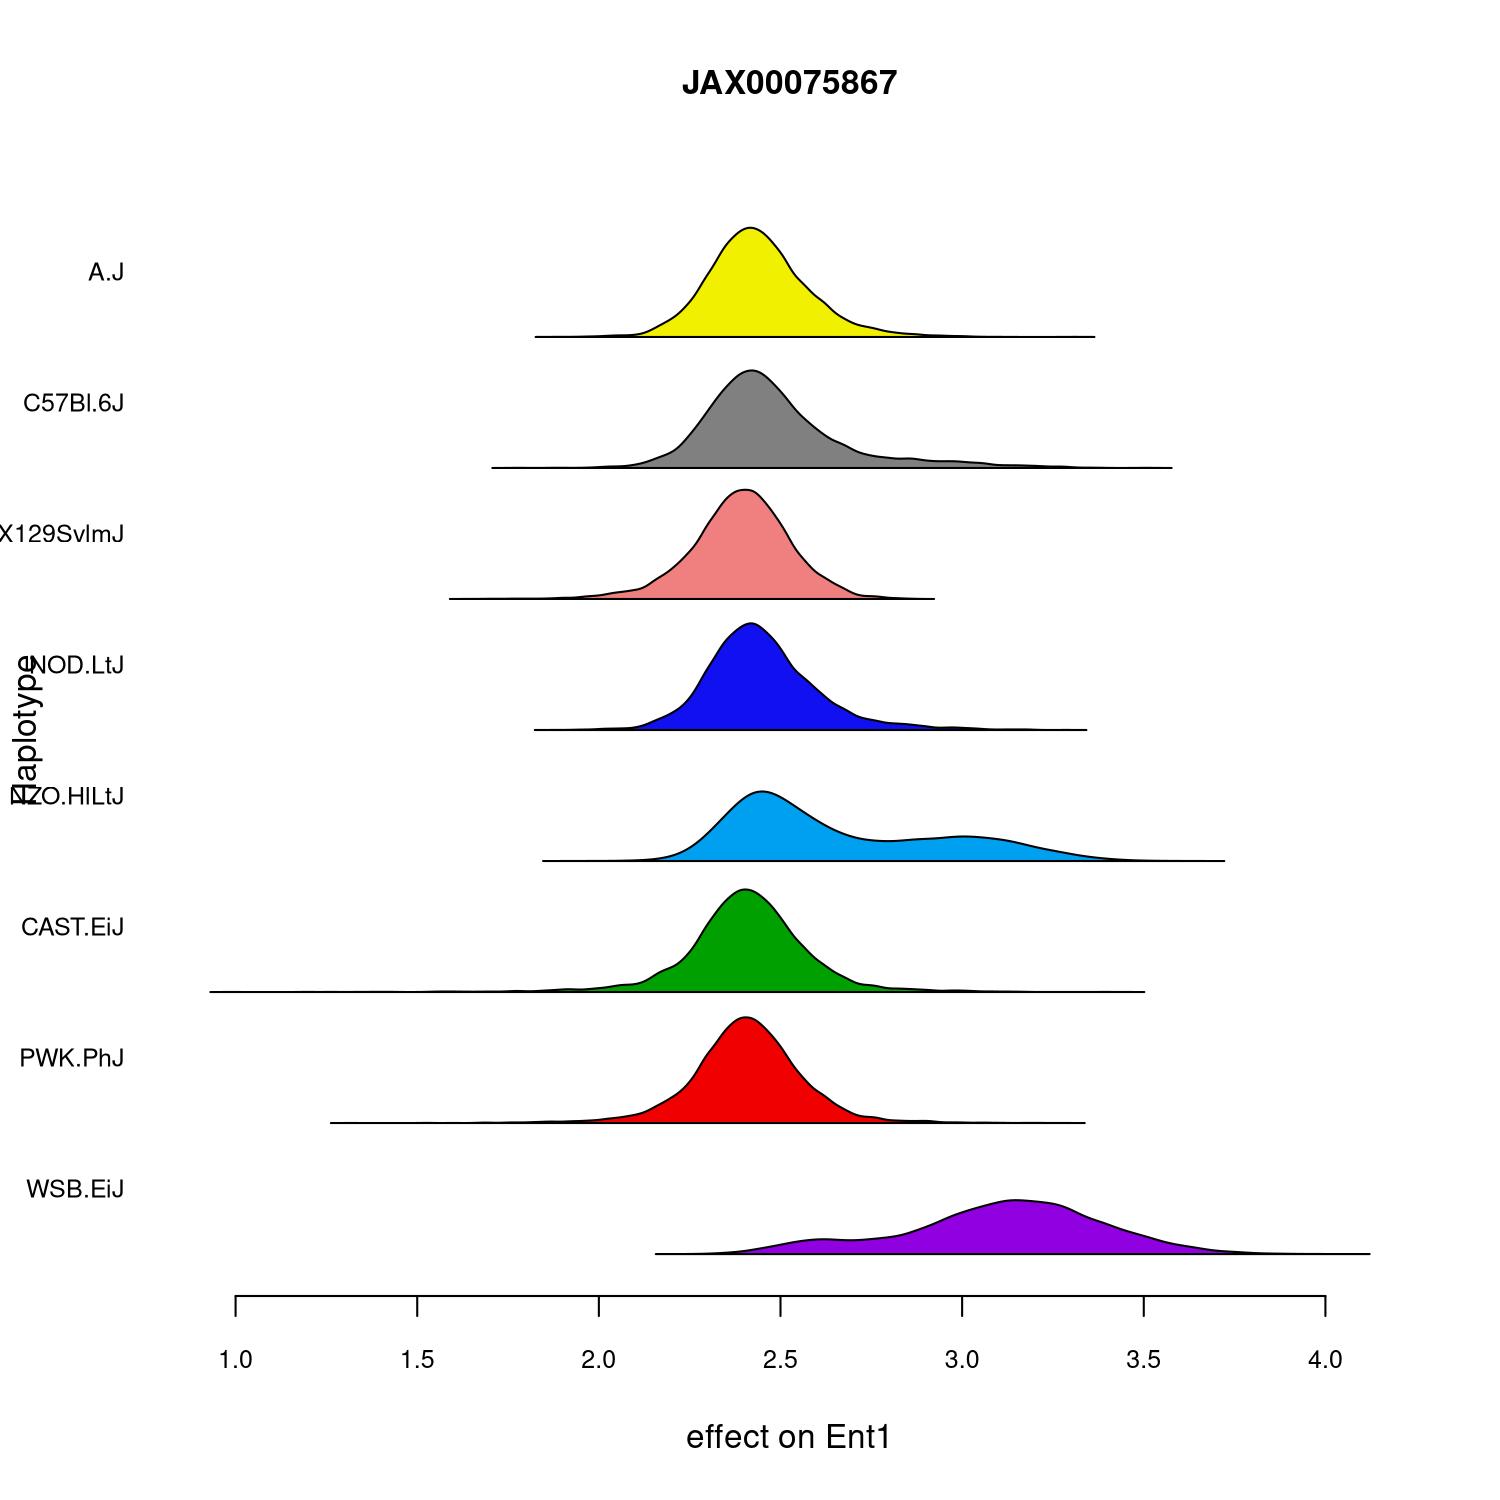 JAX00075867
A.J
C57Bl.6J
X129SvImJ
NOD.LtJ
Haplotype
NZO.HILtJ
CAST.EiJ
PWK.PhJ
WSB.EiJ
1.0 1.5 2.0 2.5 3.0 3.5 4.0
effect on Ent1